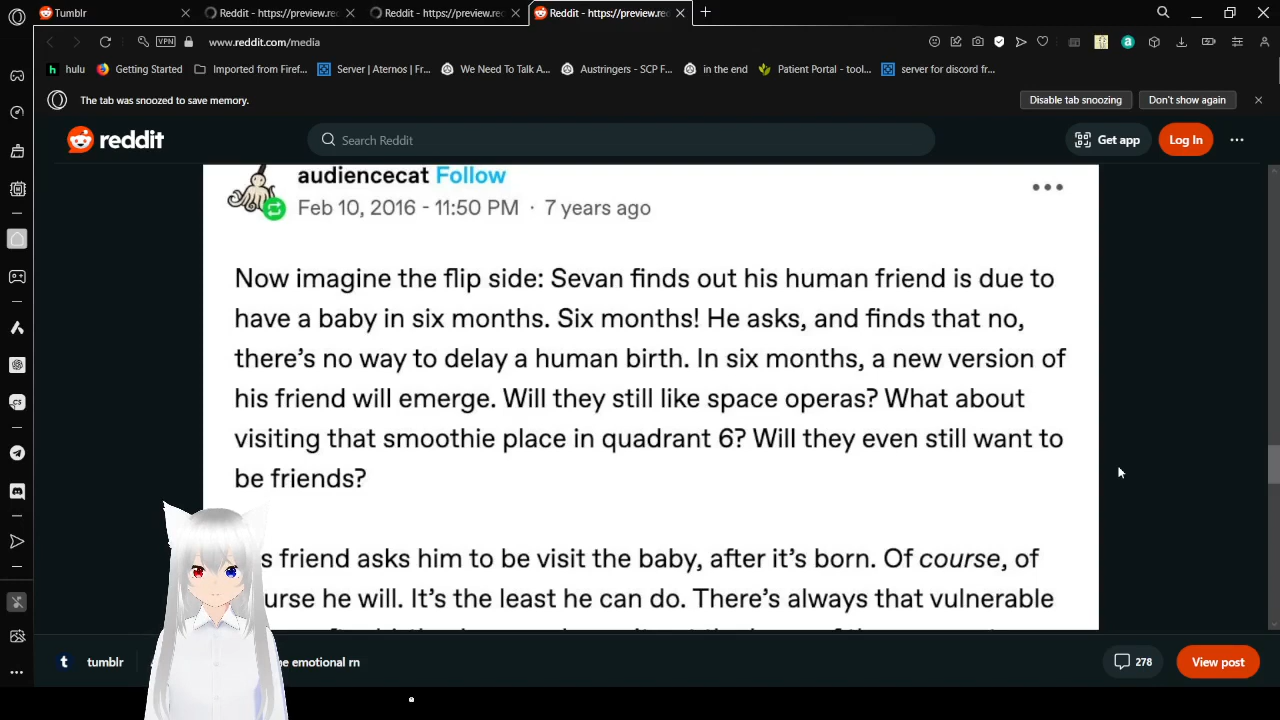 Tumblr
Reddit - https://preview.rec
Reddit - https://preview.rec
Reddit - https://preview.rec
VPN
www.reddit.com/media
hulu
Getting Started
Imported from Firef...
Server | Aternos | Fr...
We Need To Talk A...
Austringers - SCP F...
in the end
Patient Portal - tool...
server for discord fr...
The tab was snoozed to save memory.
Disable tab snoozing
Don't show again
reddit
Search Reddit
Get app
Log In
audiencecat Follow
Feb 10, 2016 - 11:50 PM · 7 years ago
Now imagine the flip side: Sevan finds out his human friend is due to
have a baby in six months. Six months! He asks, and finds that no,
there's no way to delay a human birth. In six months, a new version of
his friend will emerge. Will they still like space operas? What about
visiting that smoothie place in quadrant 6? Will they even still want to
be friends?
s friend asks him to be visit the baby, after it's born. Of course, of
urse he will. It's the least he can do. There's always that vulnerable
tumblr
e emotional rn
278
View post